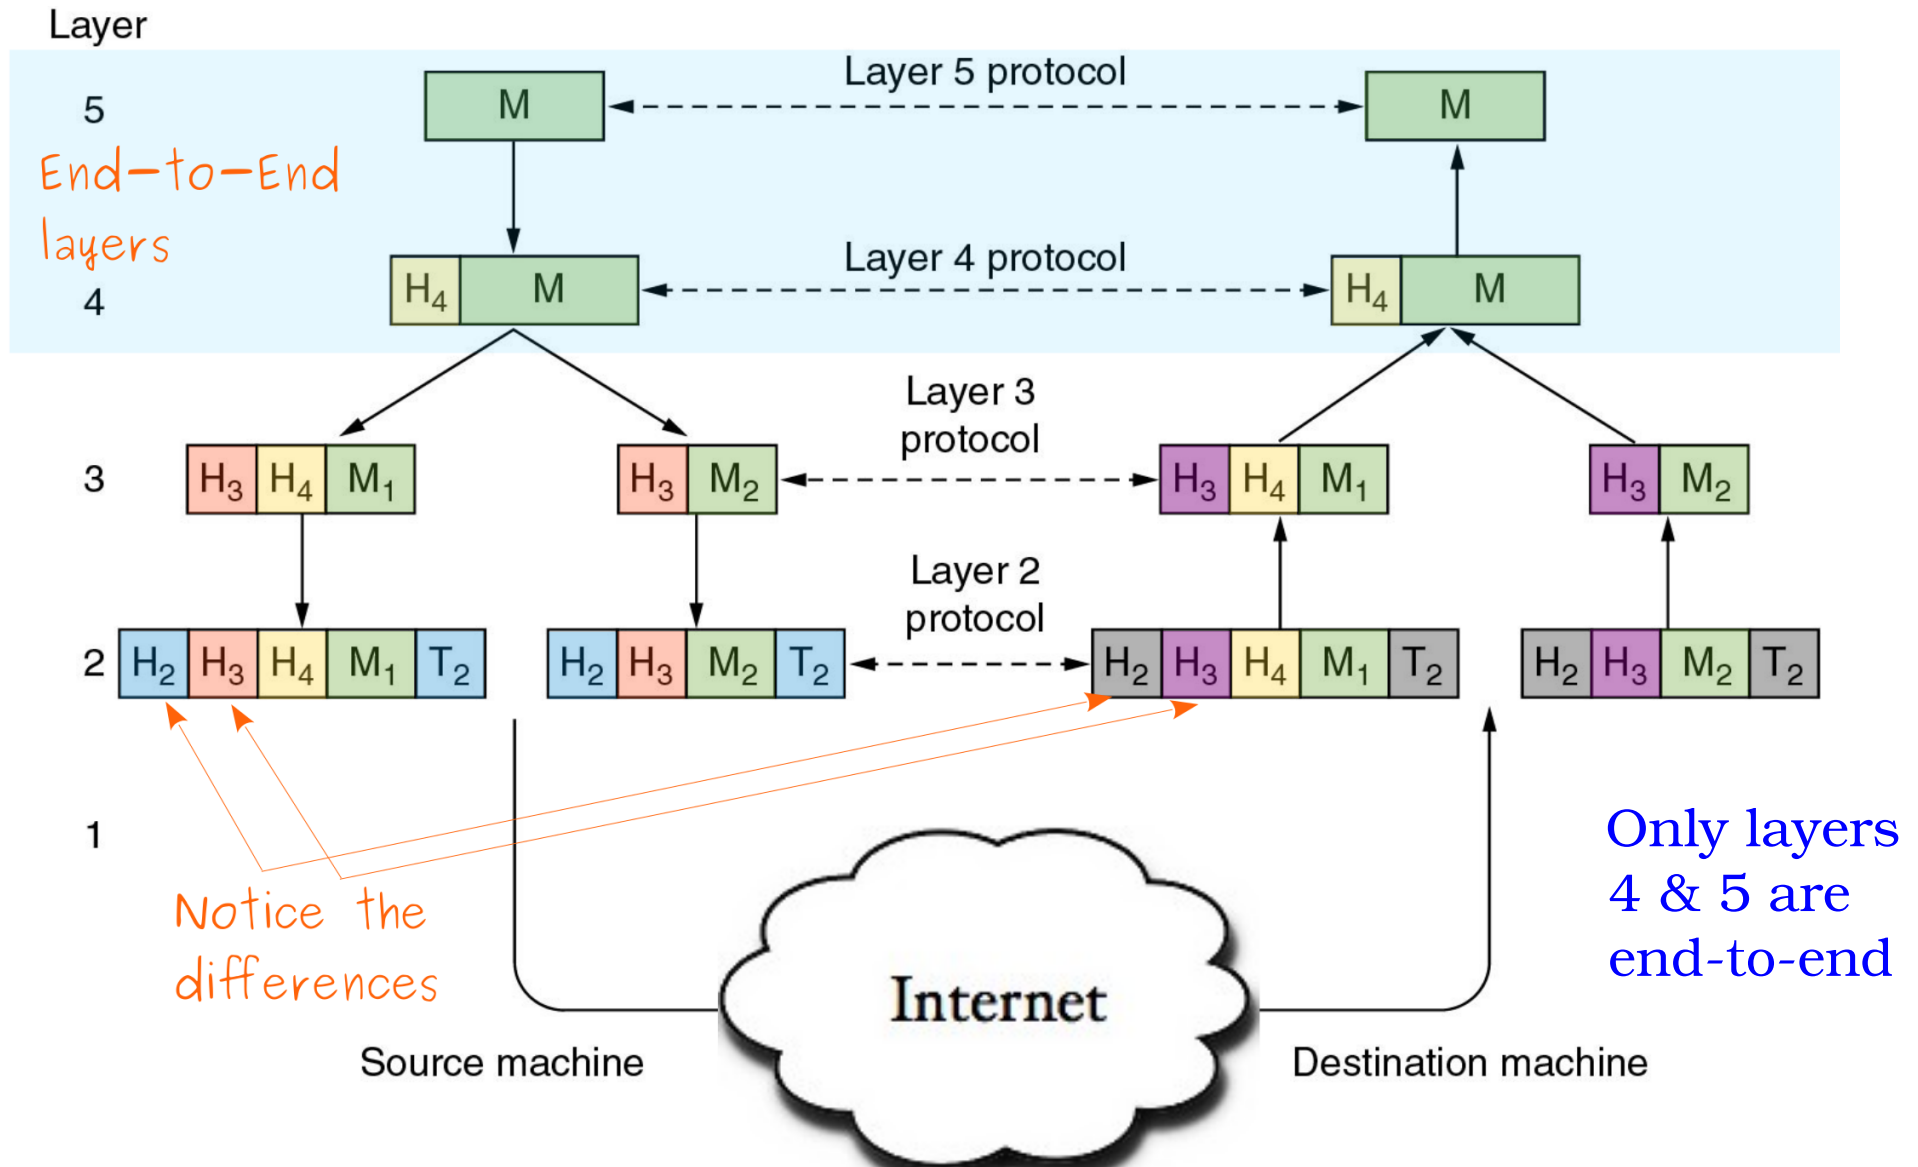 Layer
5
M
Layer 5 protocol
M
End-to-End
layers
4
H₄ M
Layer 4 protocol
H₄ M
3
H₃ H₄ M₁
H₃ M₂
Layer 3
protocol
H₃ H₄ M₁
H₃ M₂
2
H₂ H₃ H₄ M₁ T₂
H₂ H₃ M₂ T₂
Layer 2
protocol
H₂ H₃ H₄ M₁ T₂
H₂ H₃ M₂ T₂
1
Notice the
differences
Internet
Only layers
4 & 5 are
end-to-end
Source machine
Destination machine